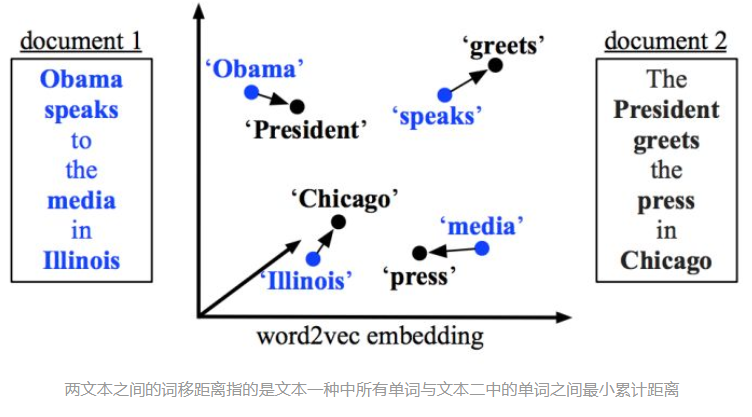 document 1
Obama
speaks
to
the
media
in
Illinois
‘Obama’
‘President’
‘greets’
‘speaks’
‘Chicago’
‘Illinois’
‘media’
‘press’
word2vec embedding
document 2
The
President
greets
the
press
in
Chicago
两文本之间的词移距离指的是文本一种中所有单词与文本二中的单词之间最小累计距离